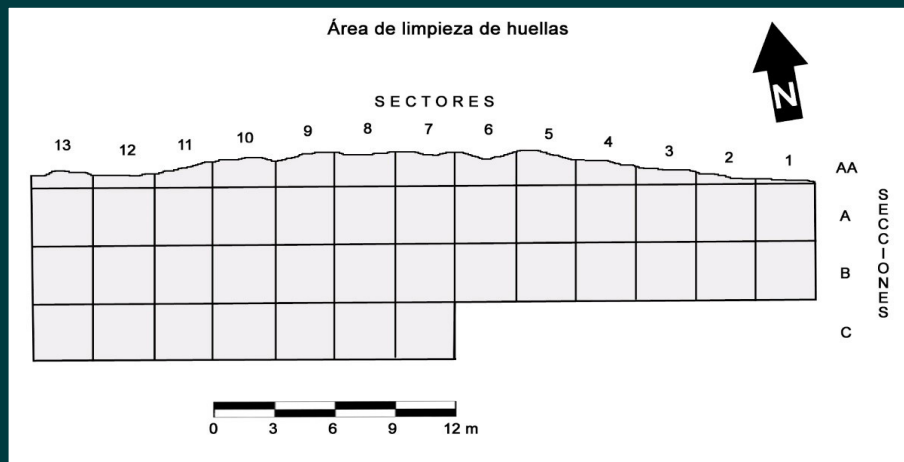 Área de limpieza de huellas
N
SECTORES
13 12 11 10 9 8 7 6 5 4 3 2 1
AA
A
B
C
SECCIONES
0 3 6 9 12 m